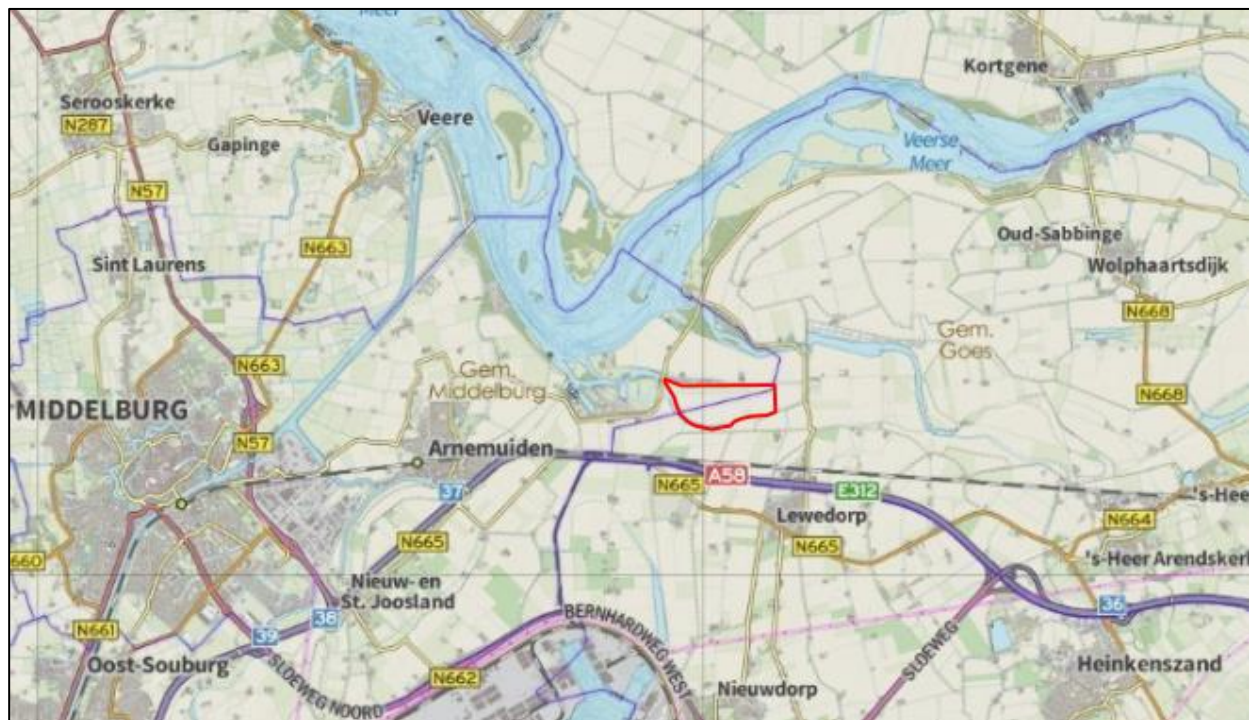 Meer
Kortgene
Serooskerke
N287
Veere
Gapinge
Veerse
Meer
N57
Oud-Sabbinge
N663
Sint Laurens
Wolphaartsdijk
N668
Gem.
Goes
N663
Gem.
Middelburg
MIDDELBURG
N668
N57
Arnemuiden
A58
37
N665
E312
's-Hee
Lewedorp
N664
N665
N665
660
's-Heer Arendskerk
Nieuw- en
St. Joosland
BERNHARDWEG WEST
36
38
N661
39
SLOEWEG
Oost-Souburg
SLOEWEG NOORD
N662
Nieuwdorp
Heinkenszand